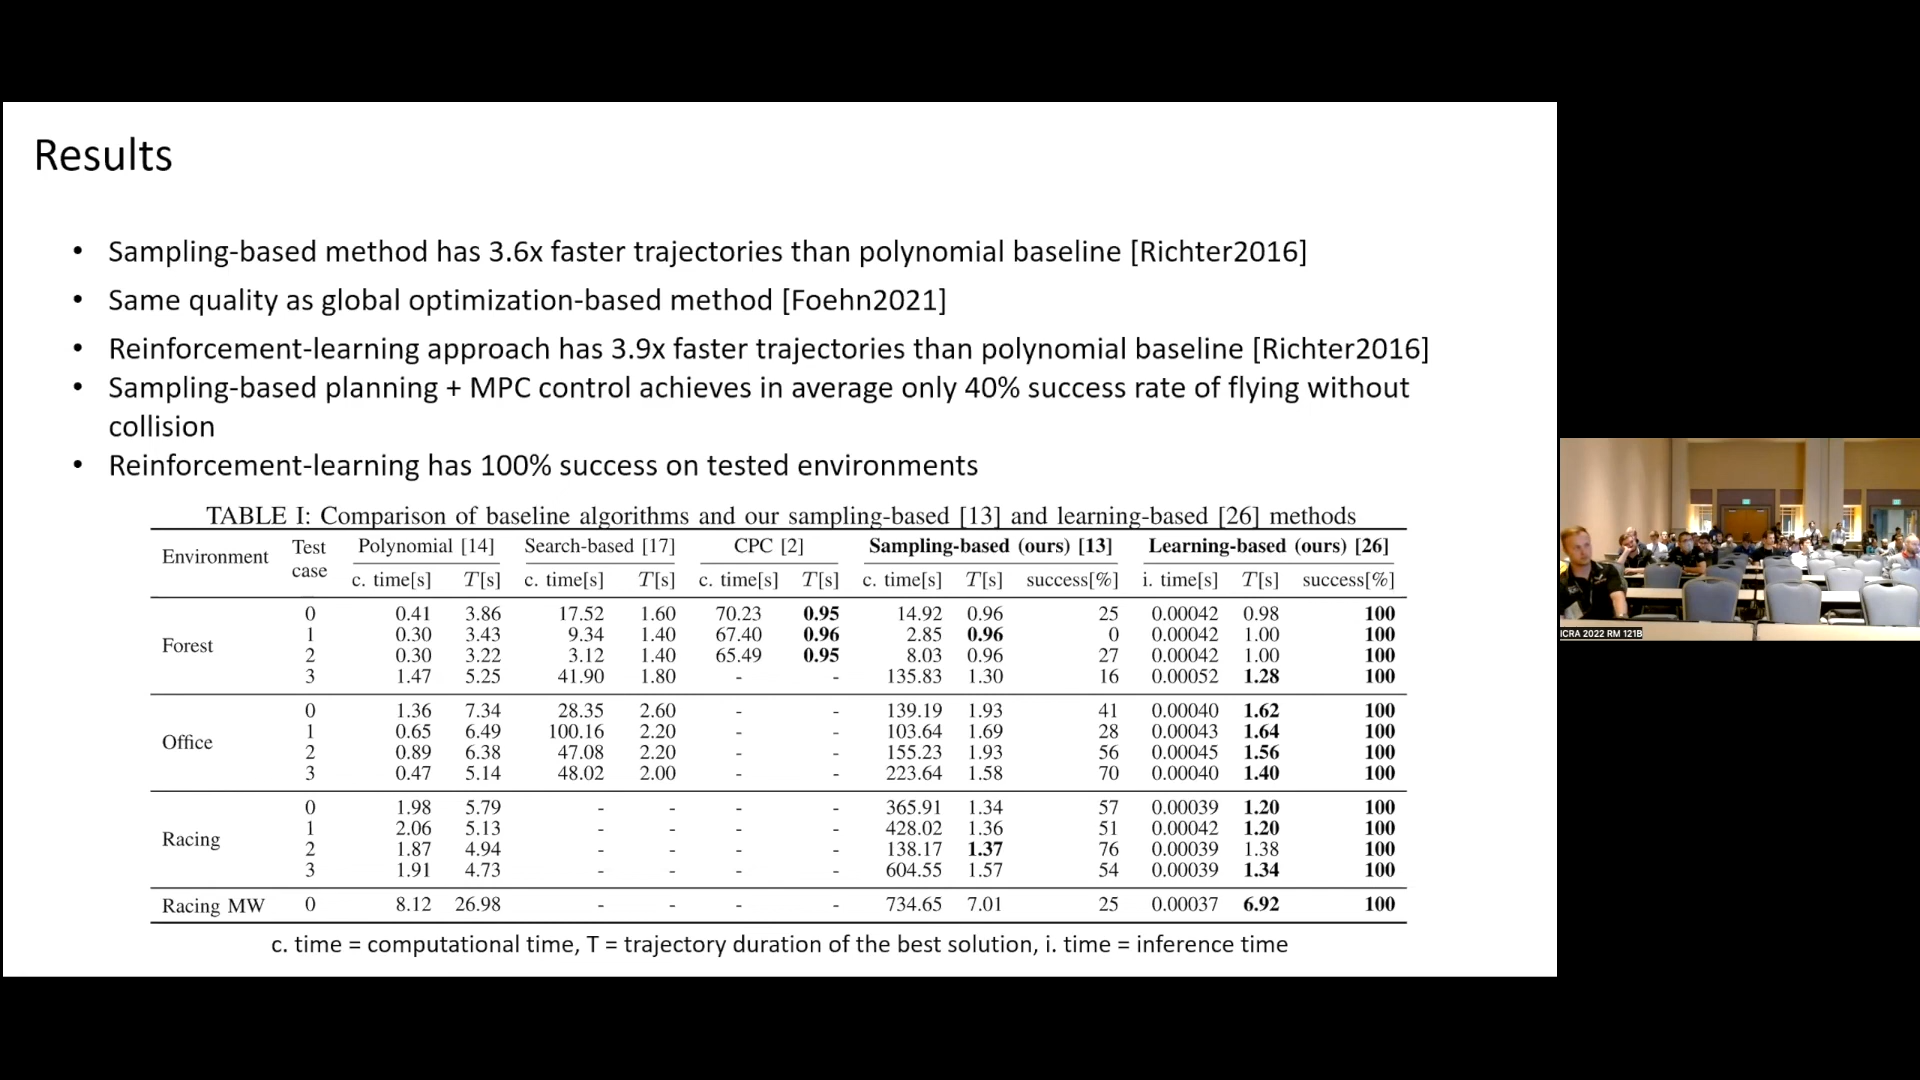 Results
• Sampling-based method has 3.6x faster trajectories than polynomial baseline [Richter2016]
• Same quality as global optimization-based method [Foehn2021]
• Reinforcement-learning approach has 3.9x faster trajectories than polynomial baseline [Richter2016]
• Sampling-based planning + MPC control achieves in average only 40% success rate of flying without
collision
• Reinforcement-learning has 100% success on tested environments
TABLE I: Comparison of baseline algorithms and our sampling-based [13] and learning-based [26] methods
Environment Test case Polynomial [14] Search-based [17] CPC [2] Sampling-based (ours) [13] Learning-based (ours) [26]
c. time[s] T[s] c. time[s] T[s] c. time[s] T[s] c. time[s] T[s] success[%] i. time[s] T[s] success[%]
Forest
0 0.41 3.86 17.52 1.60 70.23 0.95 14.92 0.96 25 0.00042 0.98 100
1 0.30 3.43 9.34 1.40 67.40 0.96 2.85 0.96 0 0.00042 1.00 100
2 0.30 3.22 3.12 1.40 65.49 0.95 8.03 0.96 27 0.00042 1.00 100
3 1.47 5.25 41.90 1.80 - - 135.83 1.30 16 0.00052 1.28 100
Office
0 1.36 7.34 28.35 2.60 - - 139.19 1.93 41 0.00040 1.62 100
1 0.65 6.49 100.16 2.20 - - 103.64 1.69 28 0.00043 1.64 100
2 0.89 6.38 47.08 2.20 - - 155.23 1.93 56 0.00045 1.56 100
3 0.47 5.14 48.02 2.00 - - 223.64 1.58 70 0.00040 1.40 100
Racing
0 1.98 5.79 - - - - 365.91 1.34 57 0.00039 1.20 100
1 2.06 5.13 - - - - 428.02 1.36 51 0.00042 1.20 100
2 1.87 4.94 - - - - 138.17 1.37 76 0.00039 1.38 100
3 1.91 4.73 - - - - 604.55 1.57 54 0.00039 1.34 100
Racing MW 0 8.12 26.98 - - - - 734.65 7.01 25 0.00037 6.92 100
c. time = computational time, T = trajectory duration of the best solution, i. time = inference time
ICRA 2022 RM 121B